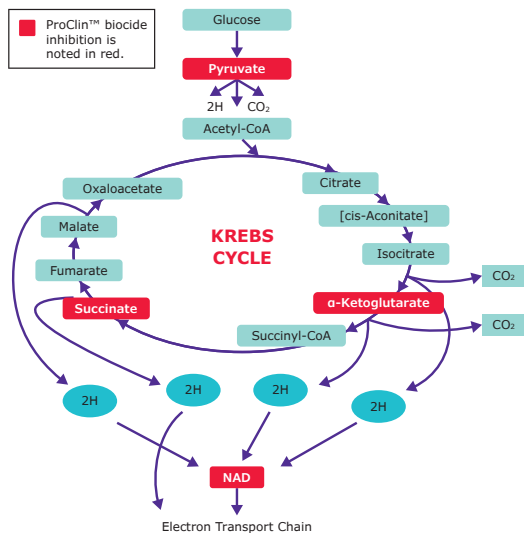 ProClin™ biocide
inhibition is
noted in red.
Glucose
Pyruvate
2H
CO₂
Acetyl-CoA
Oxaloacetate
Citrate
[cis-Aconitate]
Malate
KREBS
CYCLE
Isocitrate
Fumarate
CO₂
Succinate
α-Ketoglutarate
Succinyl-CoA
CO₂
2H
2H
2H
2H
NAD
Electron Transport Chain